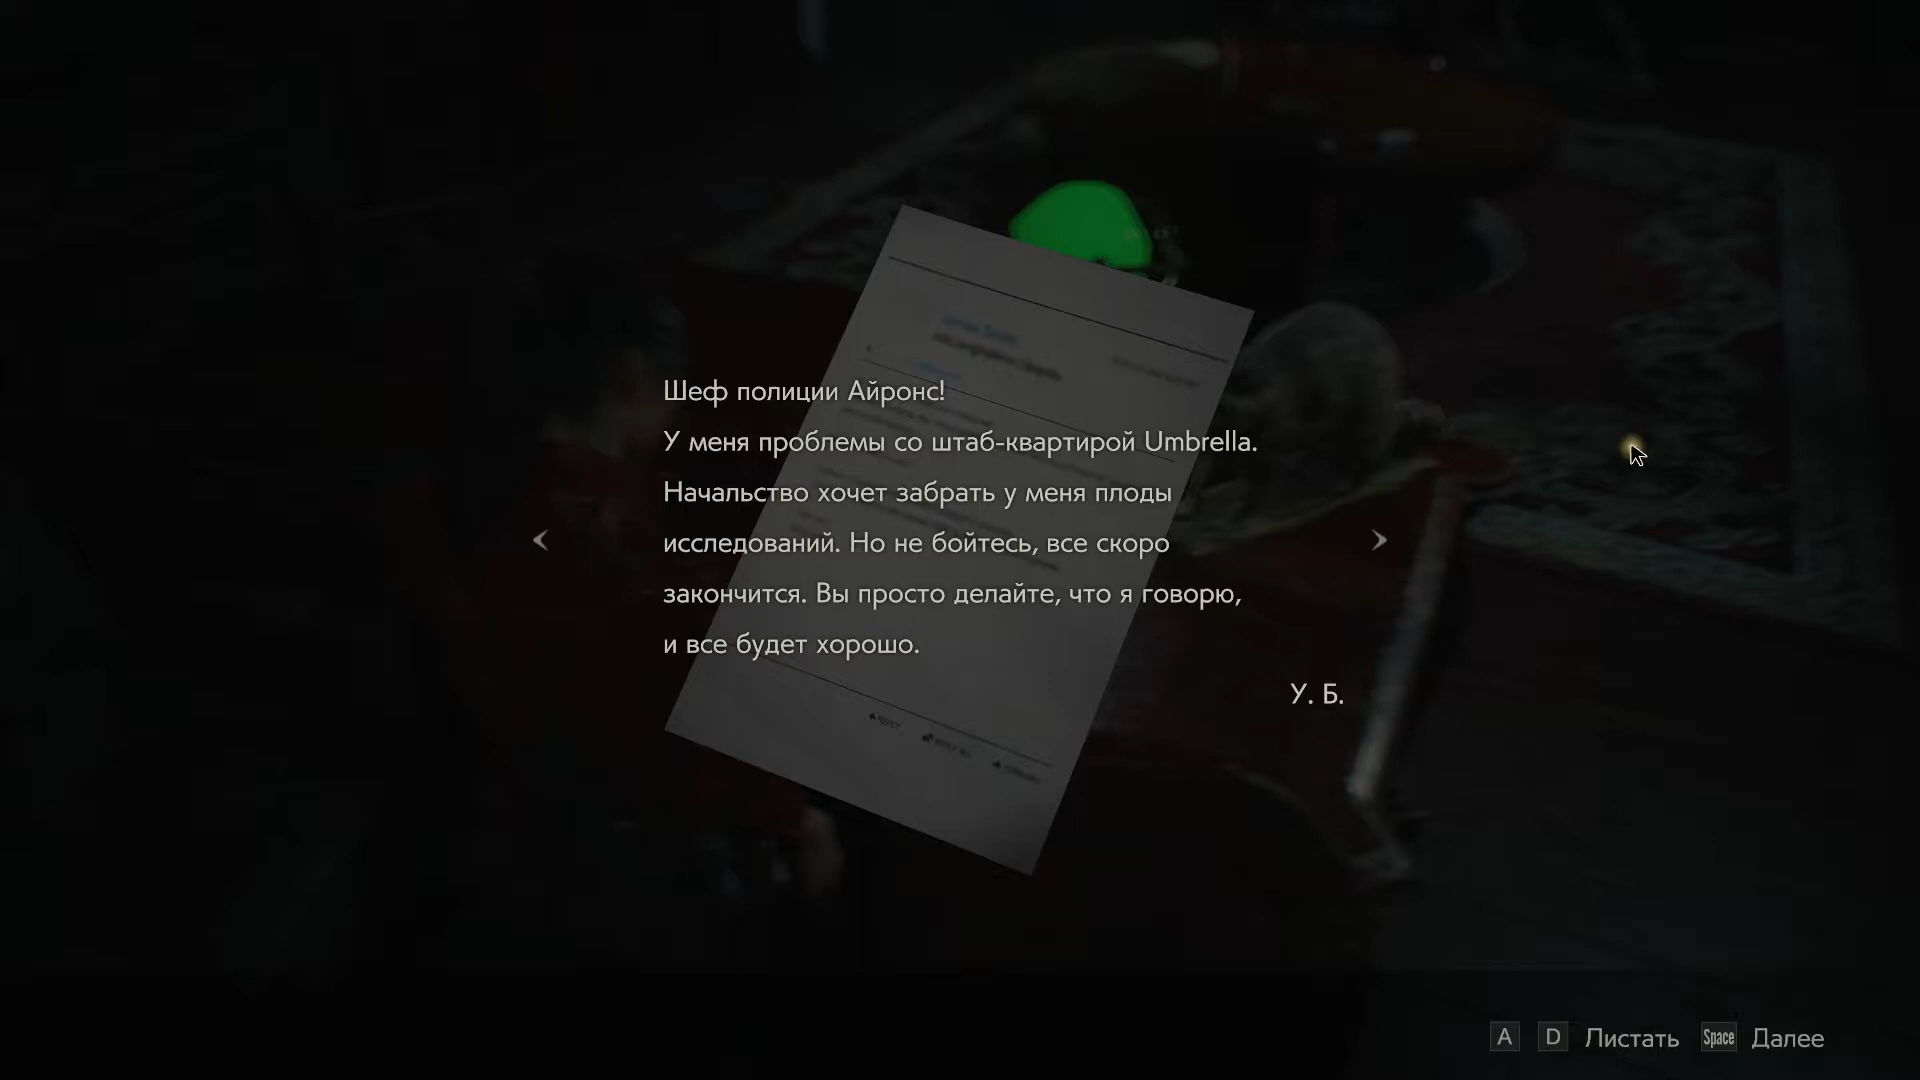 Шеф полиции Айронс!
У меня проблемы со штаб-квартирой Umbrella.
Начальство хочет забрать у меня плоды
исследований. Но не бойтесь, все скоро
закончится. Вы просто делайте, что я говорю,
и все будет хорошо.
У. Б.
A D Листать Space Далее